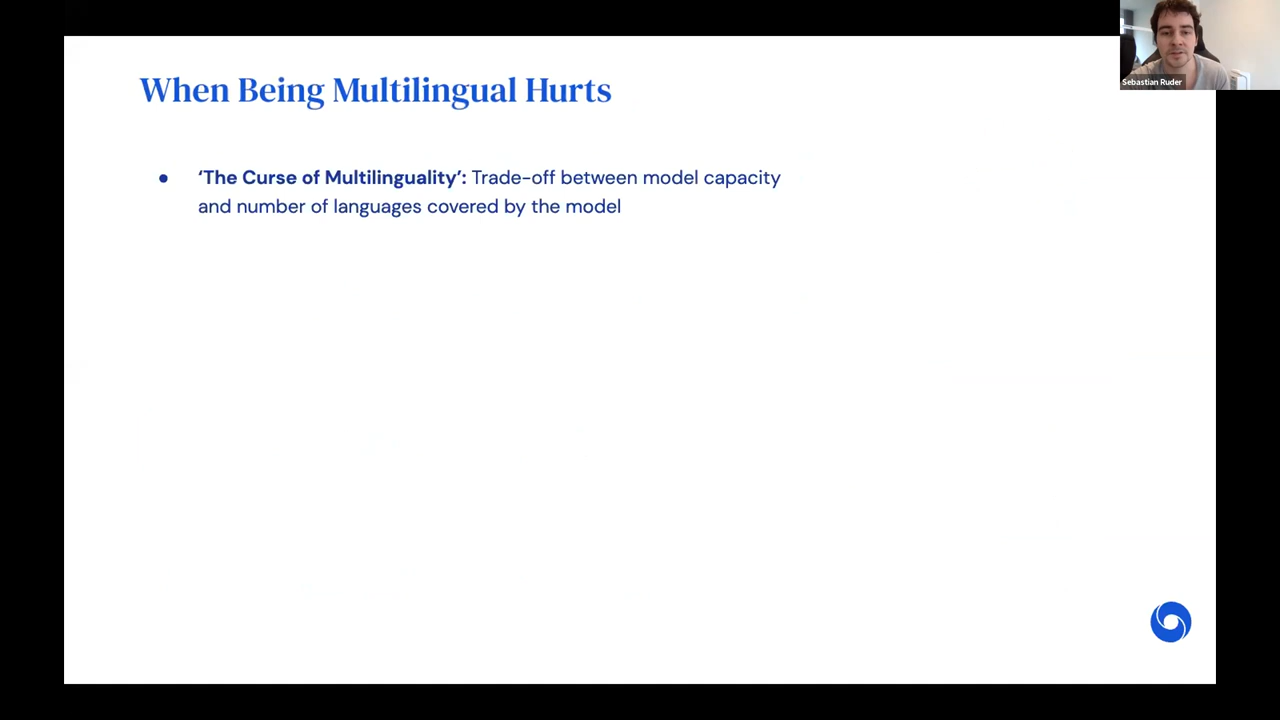 When Being Multilingual Hurts
● ‘The Curse of Multilinguality’: Trade-off between model capacity
and number of languages covered by the model
Sebastian Ruder